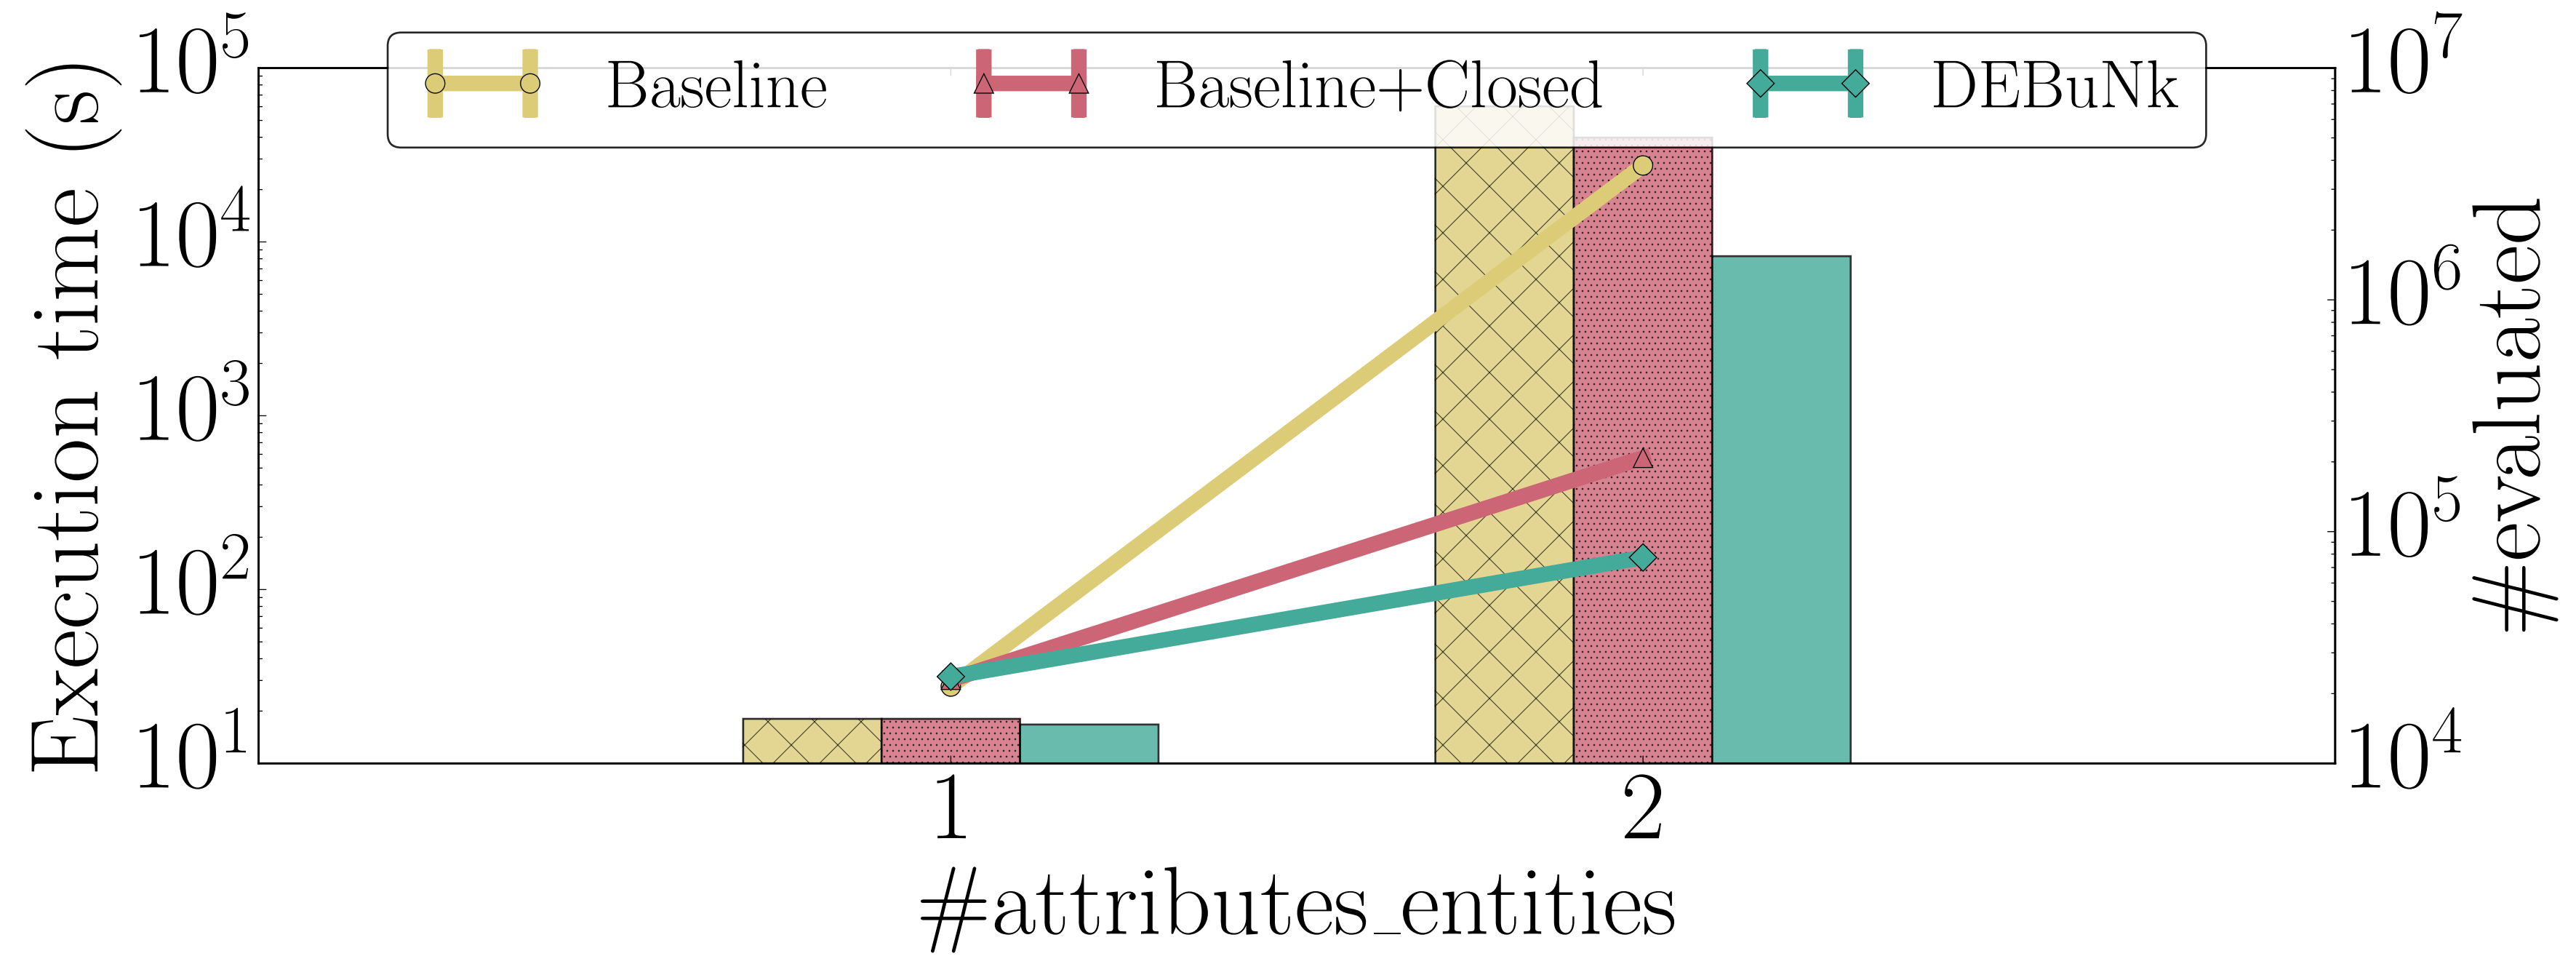 Baseline
Baseline+Closed
DEBuNk
Execution time (s)
10^5
10^4
10^3
10^2
10^1
10^7
10^6
10^5
10^4
#evaluated
1
2
#attributes_entities